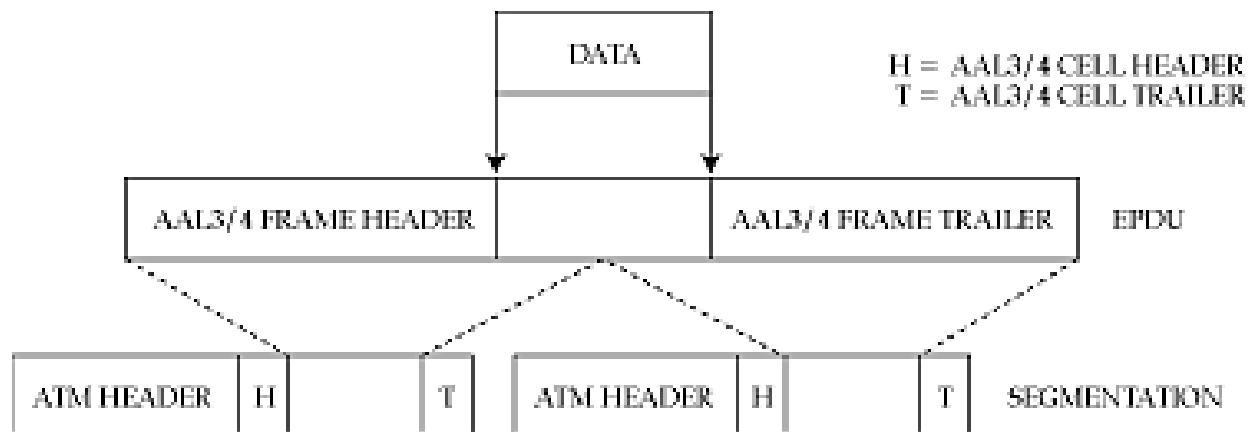 DATA
H = AAL3/4 CELL HEADER
T = AAL3/4 CELL TRAILER
AAL3/4 FRAME HEADER AAL3/4 FRAME TRAILER EPDU
ATM HEADER H T ATM HEADER H T SEGMENTATION